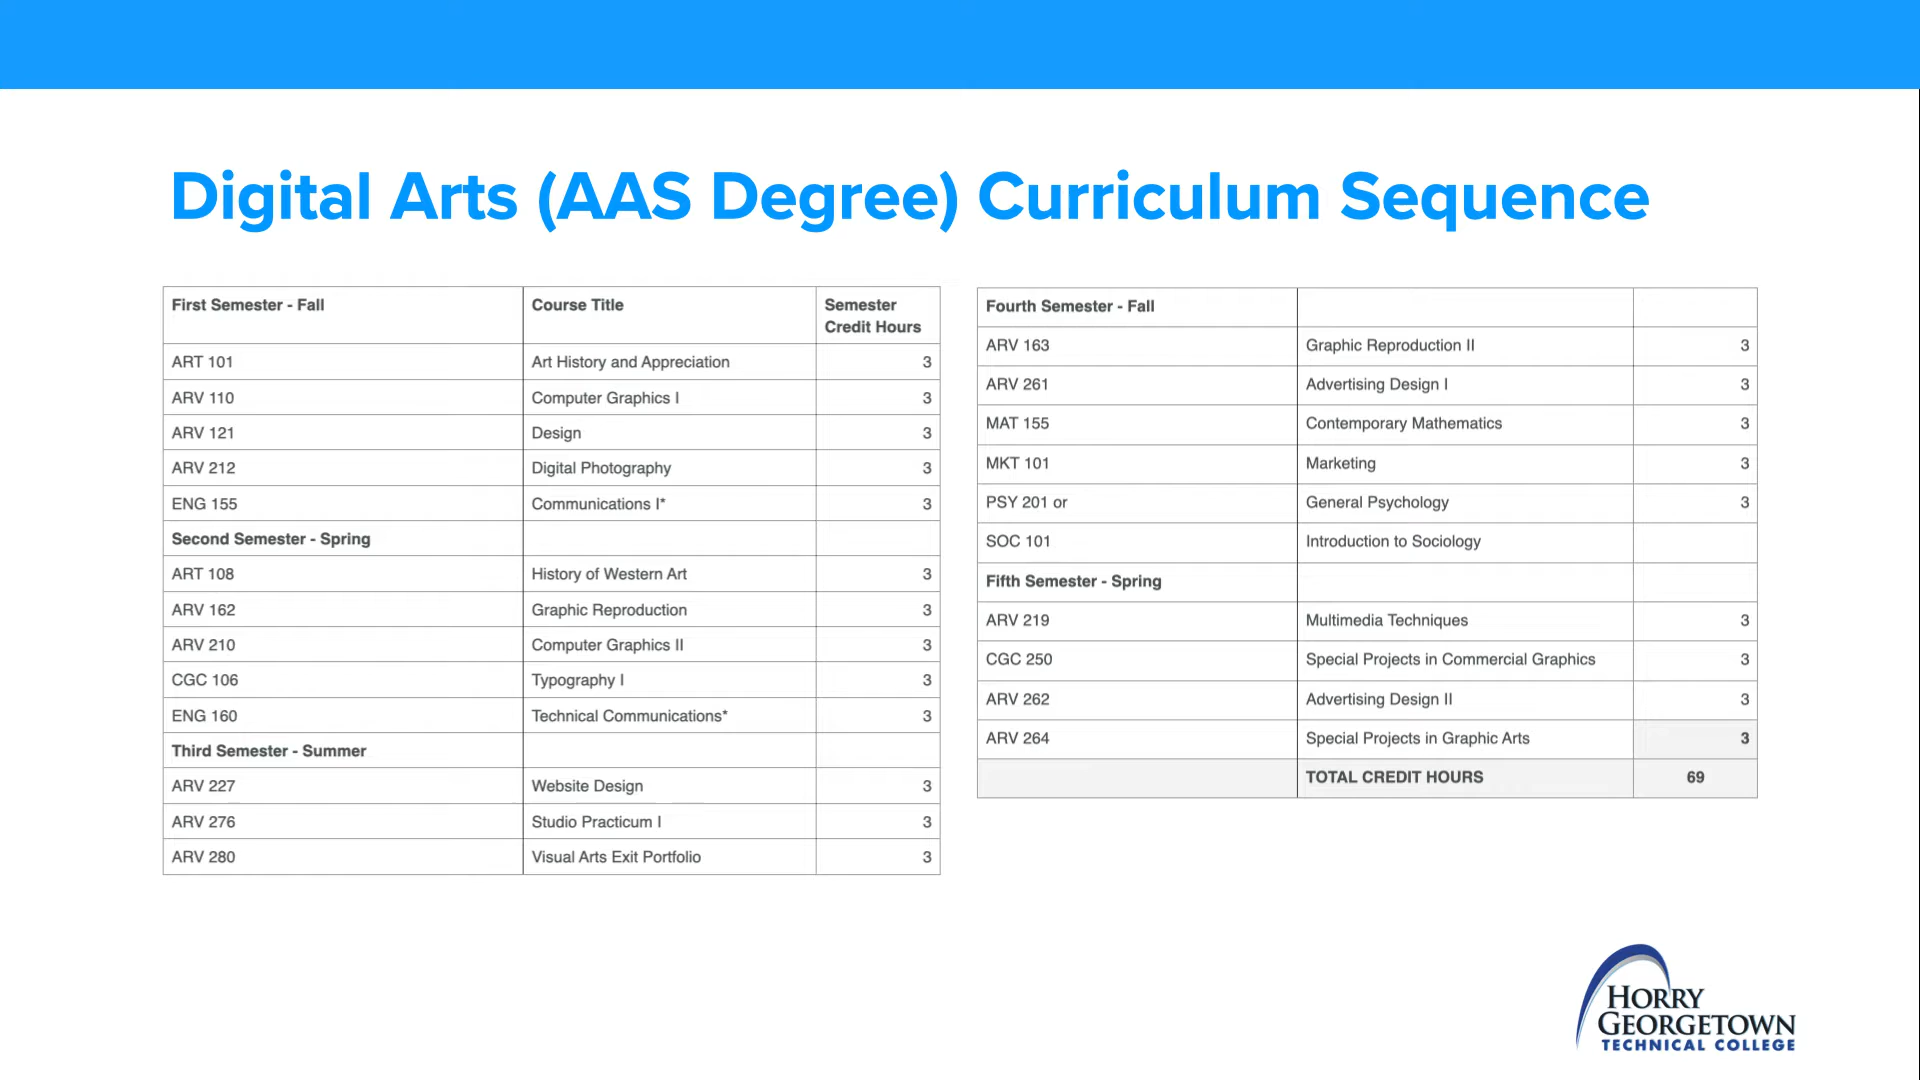 Digital Arts (AAS Degree) Curriculum Sequence
First Semester - Fall Course Title Semester Credit Hours
ART 101 Art History and Appreciation 3
ARV 110 Computer Graphics I 3
ARV 121 Design 3
ARV 212 Digital Photography 3
ENG 155 Communications I* 3
Second Semester - Spring
ART 108 History of Western Art 3
ARV 162 Graphic Reproduction 3
ARV 210 Computer Graphics II 3
CGC 106 Typography I 3
ENG 160 Technical Communications* 3
Third Semester - Summer
ARV 227 Website Design 3
ARV 276 Studio Practicum I 3
ARV 280 Visual Arts Exit Portfolio 3
Fourth Semester - Fall
ARV 163 Graphic Reproduction II 3
ARV 261 Advertising Design I 3
MAT 155 Contemporary Mathematics 3
MKT 101 Marketing 3
PSY 201 or General Psychology 3
SOC 101 Introduction to Sociology
Fifth Semester - Spring
ARV 219 Multimedia Techniques 3
CGC 250 Special Projects in Commercial Graphics 3
ARV 262 Advertising Design II 3
ARV 264 Special Projects in Graphic Arts 3
TOTAL CREDIT HOURS 69
HORRY
GEORGETOWN
TECHNICAL COLLEGE